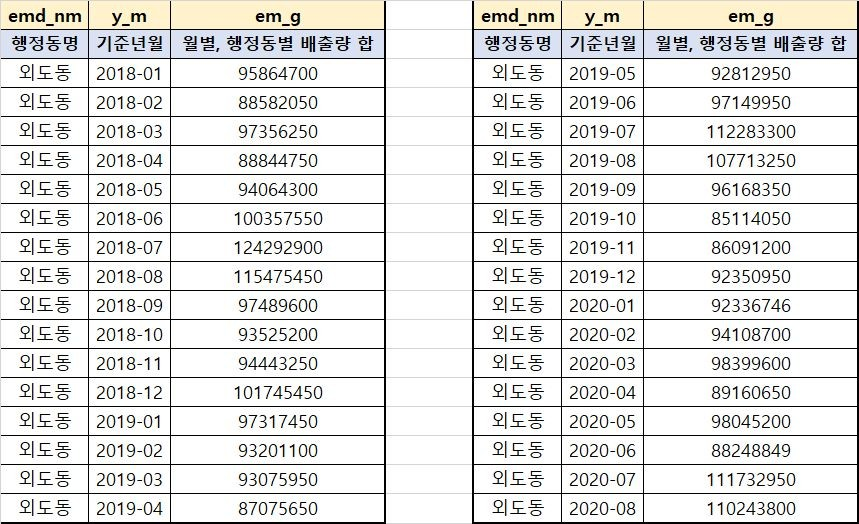 emd_nm y_m em_g
행정동명 기준년월 월별, 행정동별 배출량 합
외도동 2018-01 95864700
외도동 2018-02 88582050
외도동 2018-03 97356250
외도동 2018-04 88844750
외도동 2018-05 94064300
외도동 2018-06 100357550
외도동 2018-07 124292900
외도동 2018-08 115475450
외도동 2018-09 97489600
외도동 2018-10 93525200
외도동 2018-11 94443250
외도동 2018-12 101745450
외도동 2019-01 97317450
외도동 2019-02 93201100
외도동 2019-03 93075950
외도동 2019-04 87075650
emd_nm y_m em_g
행정동명 기준년월 월별, 행정동별 배출량 합
외도동 2019-05 92812950
외도동 2019-06 97149950
외도동 2019-07 112283300
외도동 2019-08 107713250
외도동 2019-09 96168350
외도동 2019-10 85114050
외도동 2019-11 86091200
외도동 2019-12 92350950
외도동 2020-01 92336746
외도동 2020-02 94108700
외도동 2020-03 98399600
외도동 2020-04 89160650
외도동 2020-05 98045200
외도동 2020-06 88248849
외도동 2020-07 111732950
외도동 2020-08 110243800